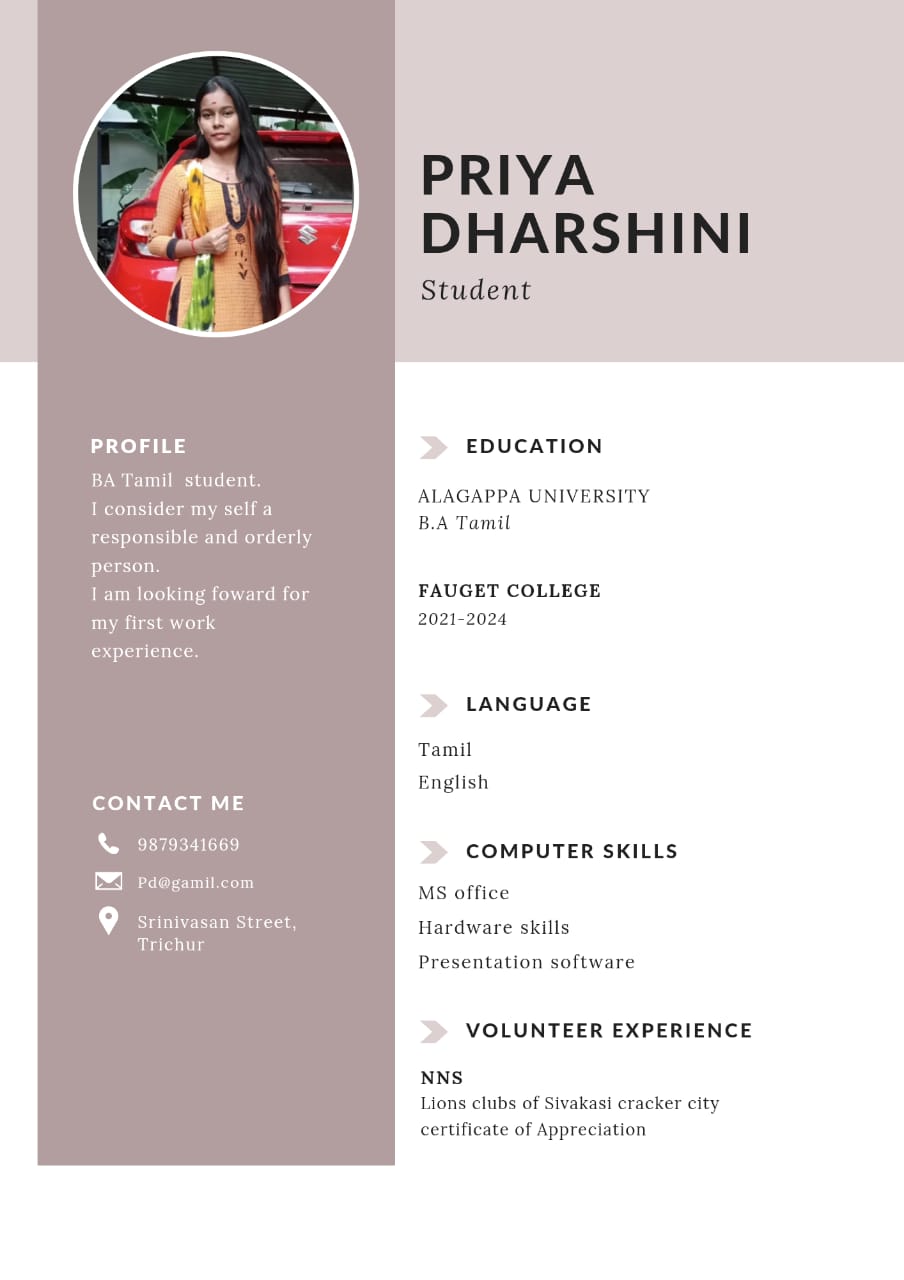 PRIYA
DHARSHINI
Student
PROFILE
BA Tamil student.
I consider my self a
responsible and orderly
person.
I am looking foward for
my first work
experience.
CONTACT ME
9879341669
Pd@gamil.com
Srinivasan Street,
Trichur
EDUCATION
ALAGAPPA UNIVERSITY
B.A Tamil
FAUGET COLLEGE
2021-2024
LANGUAGE
Tamil
English
COMPUTER SKILLS
MS office
Hardware skills
Presentation software
VOLUNTEER EXPERIENCE
NNS
Lions clubs of Sivakasi cracker city
certificate of Appreciation